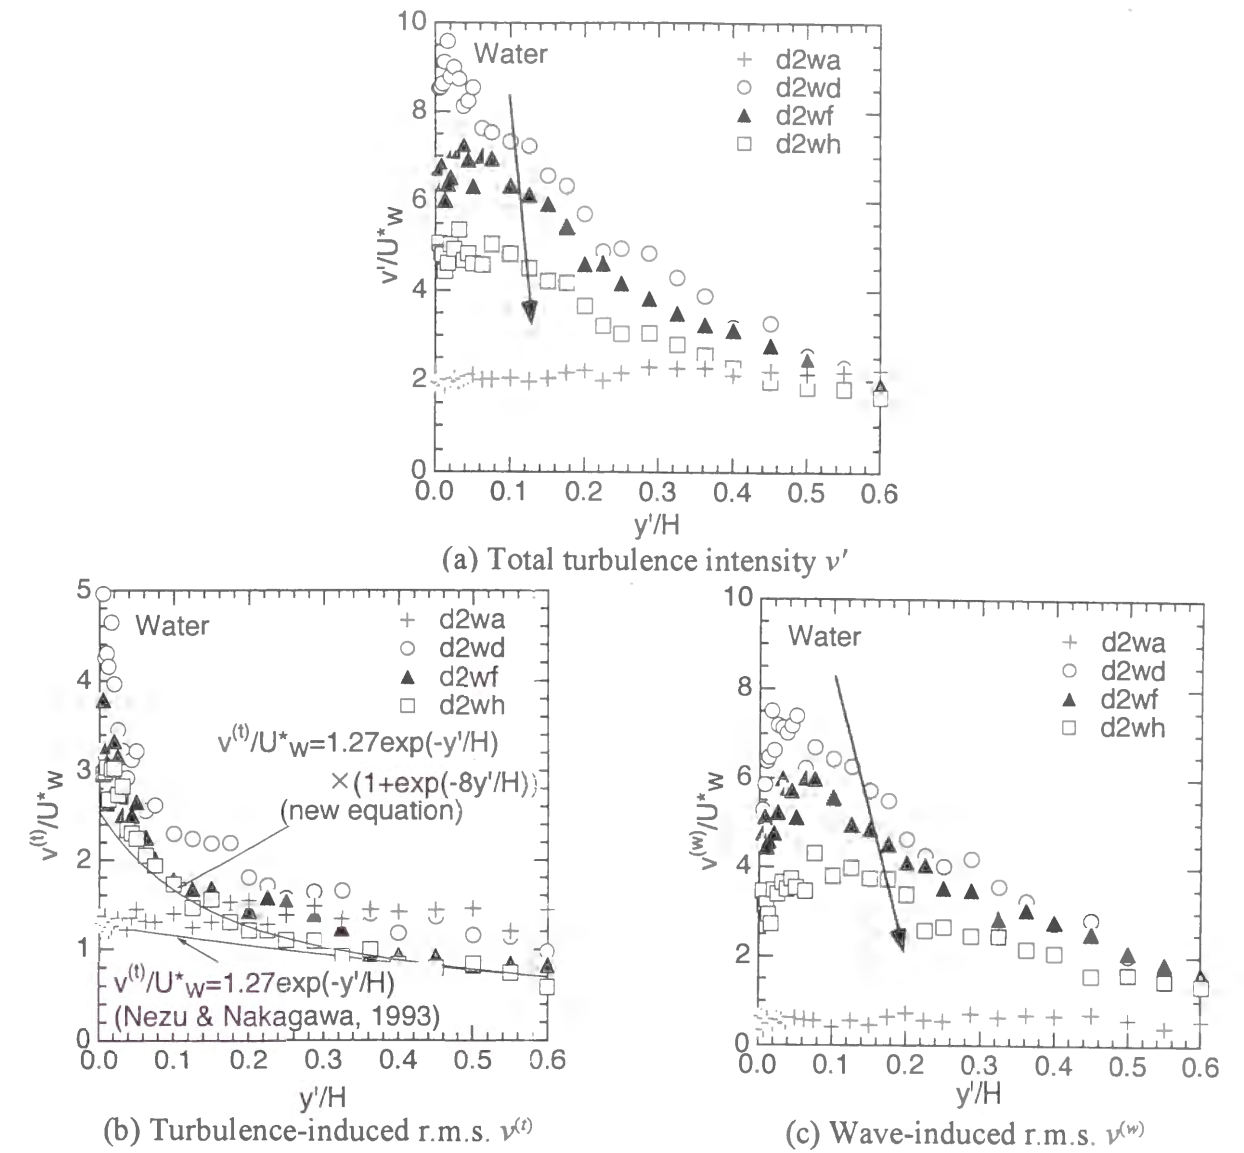 10
8
6
4
2
0
v'/U*w
Water
d2wa
d2wd
d2wf
d2wh
0.0 0.1 0.2 0.3 0.4 0.5 0.6
y'/H
(a) Total turbulence intensity v'
5
4
3
2
1
0
v(t)/U*w
Water
d2wa
d2wd
d2wf
d2wh
v(t)/U*W=1.27exp(-y'/H)
×(1+exp(-8y'/H))
(new equation)
v(t)/U*W=1.27exp(-y'/H)
(Nezu & Nakagawa, 1993)
0.0 0.1 0.2 0.3 0.4 0.5 0.6
y'/H
(b) Turbulence-induced r.m.s. v(t)
10
8
6
4
2
0
v(w)/U*w
Water
d2wa
d2wd
d2wf
d2wh
0.0 0.1 0.2 0.3 0.4 0.5 0.6
y'/H
(c) Wave-induced r.m.s. v(w)